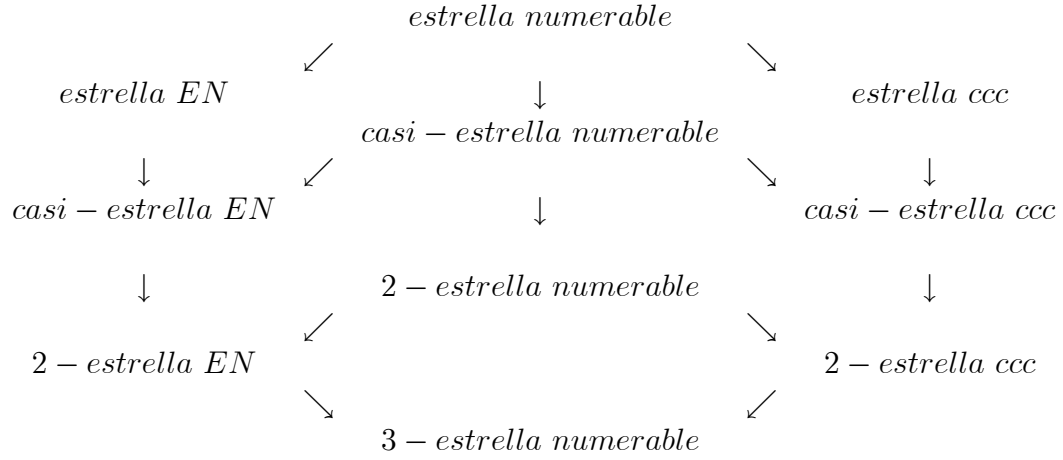 estrella numerable
estrella EN estrella ccc
casi − estrella numerable
casi − estrella EN casi − estrella ccc
2 − estrella numerable
2 − estrella EN 2 − estrella ccc
3 − estrella numerable